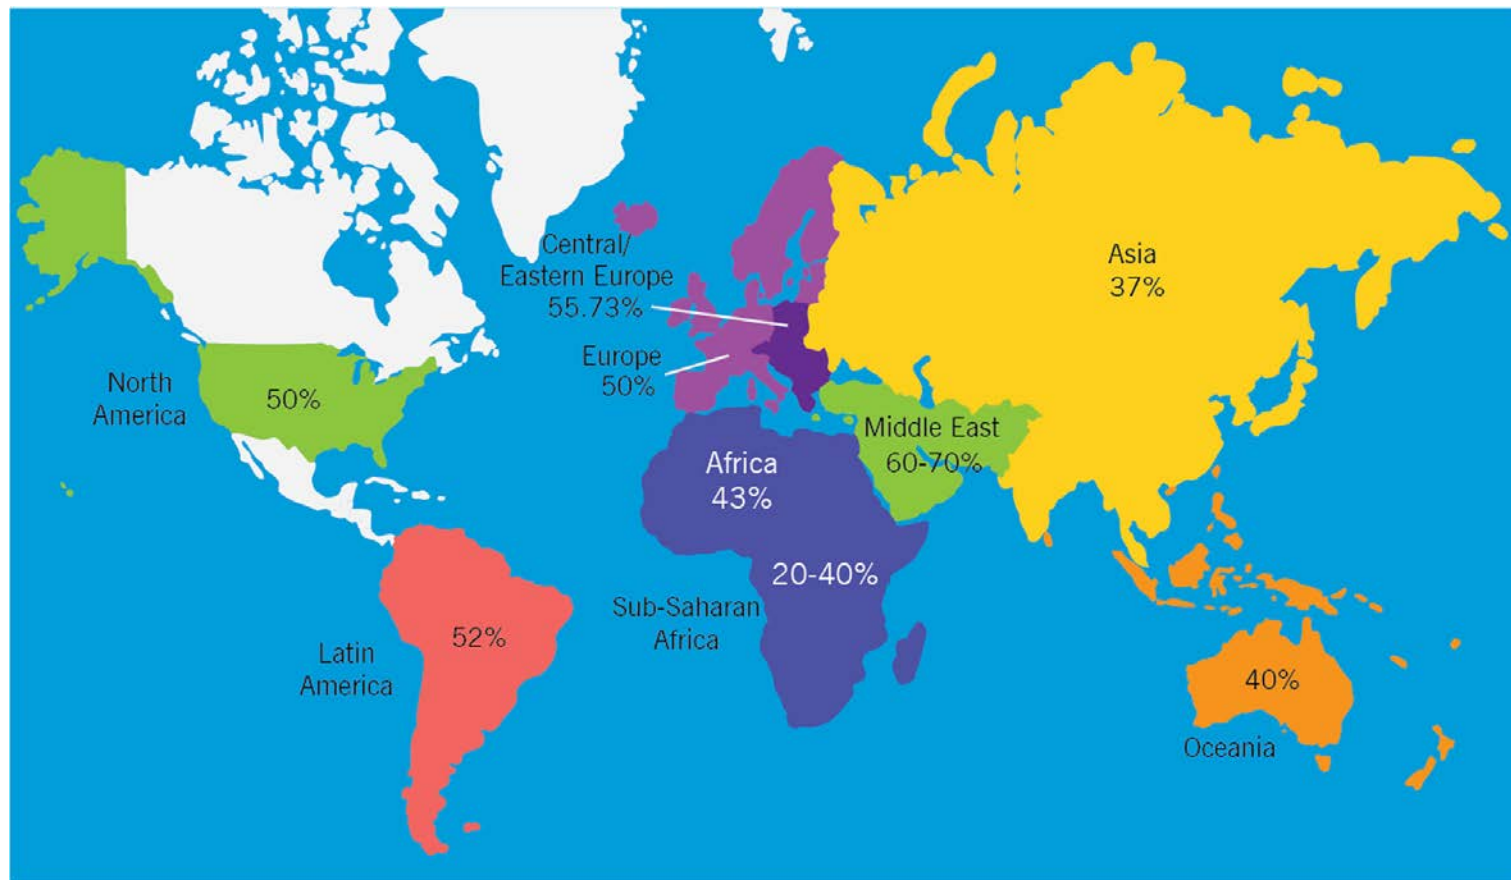 Central/
Eastern Europe
55.73%
Europe
50%
Asia
37%
North
America
50%
Middle East
60-70%
Africa
43%
20-40%
Sub-Saharan
Africa
Latin
America
52%
40%
Oceania